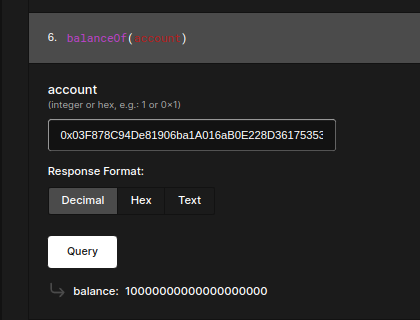 6. balanceOf(account)
account
(integer or hex, e.g.: 1 or 0×1)
0x03F878C94De81906ba1A016aB0E228D36175353
Response Format:
Decimal Hex Text
Query
balance: 10000000000000000000